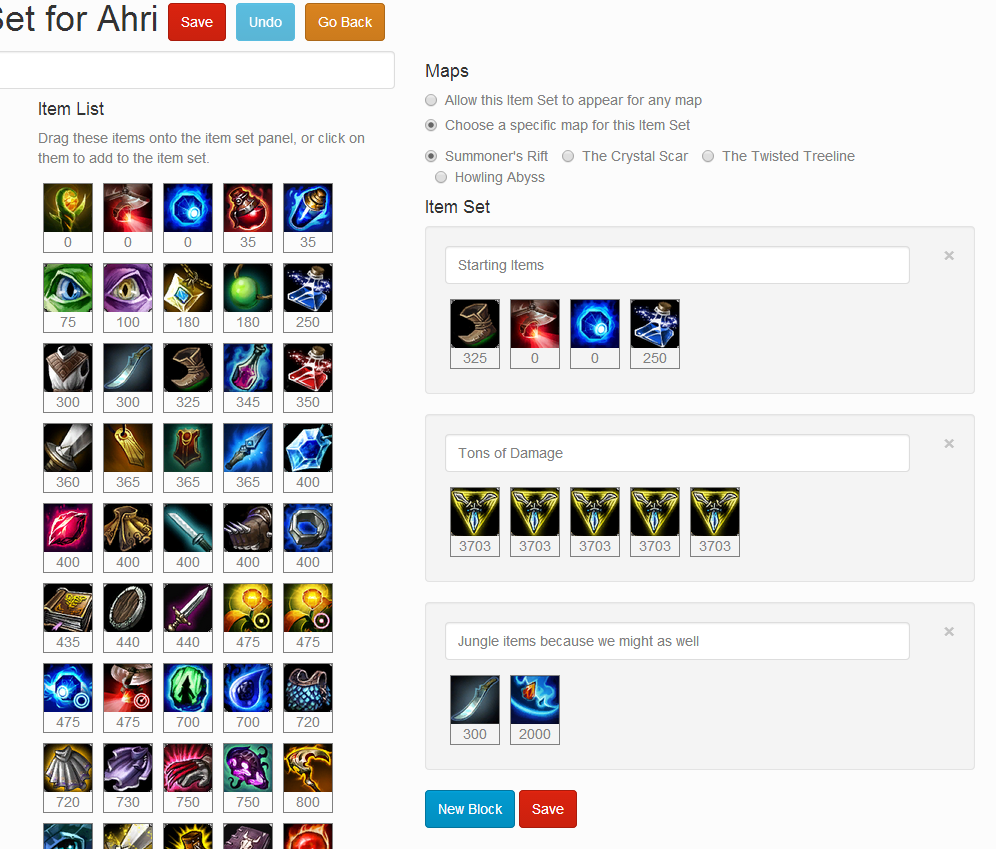 Set for Ahri Save Undo Go Back
Item List
Drag these items onto the item set panel, or click on
them to add to the item set.
0 0 0 35 35
75 100 180 180 250
300 300 325 345 350
360 365 365 365 400
400 400 400 400 400
435 440 440 475 475
475 475 700 700 720
720 730 750 750 800
Maps
Allow this Item Set to appear for any map
Choose a specific map for this Item Set
Summoner's Rift The Crystal Scar The Twisted Treeline
Howling Abyss
Item Set
Starting Items ×
325 0 0 250
Tons of Damage ×
3703 3703 3703 3703 3703
Jungle items because we might as well ×
300 2000
New Block Save